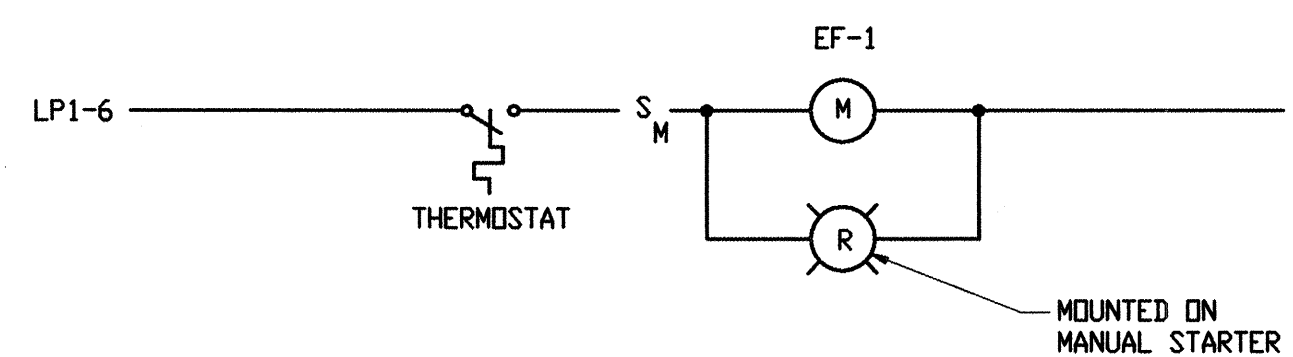 EF-1
LP1-6
S
M
M
THERMOSTAT
R
MOUNTED ON
MANUAL STARTER